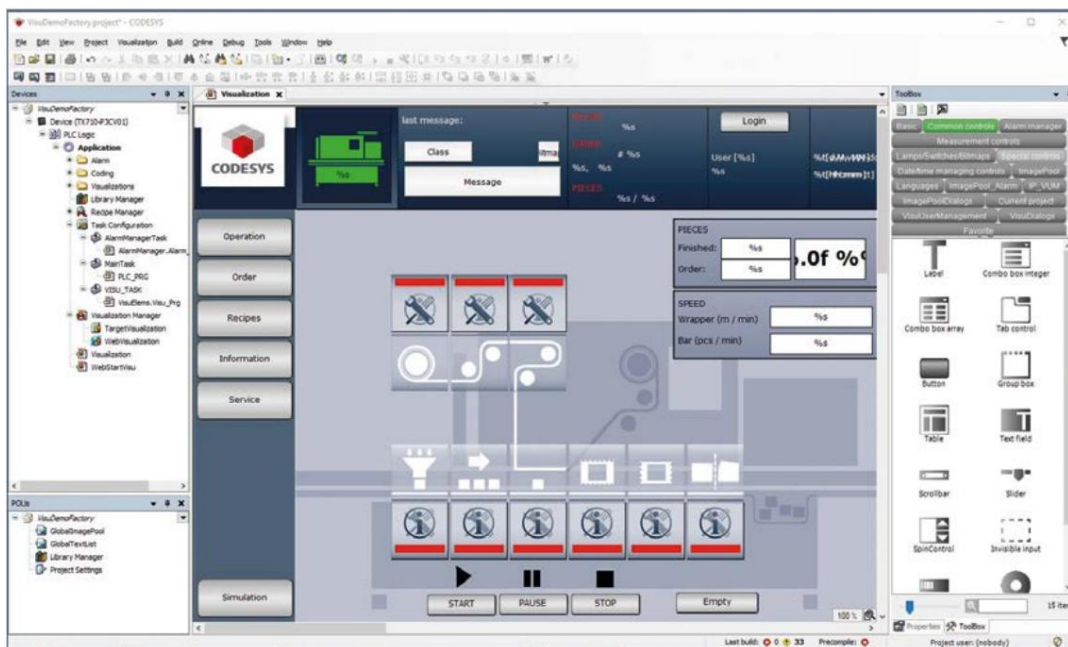 VisuDemoFactory project* - CODESYS
File Edit View Project Visualization Build Online Debug Tools Window Help
Devices
VisuDemoFactory
Device (TX710-P3CV01)
PLC Logic
Application
Alarm
Coding
Visualizations
Library Manager
Recipe Manager
Task Configuration
AlarmManagerTask
AlarmManager.Alarm_
MainTask
PLC_PRG
VISU_TASK
VisuElems.Visu_Prg
Visualization Manager
TargetVisualization
WebVisualization
Visualization
WebStartVisu
POUs
VisuDemoFactory
GlobalImagePool
GlobalTextList
Library Manager
Project Settings
Visualization
CODESYS
%s
last message:
Class
Message
%s
# %s
%s, %s
PIECES
%s / %s
Login
User [%s]
%s
Operation
Order
Recipes
Information
Service
Simulation
PIECES
Finished: %s
Order: %s
.0f %
SPEED
Wrapper (m / min) %s
Bar (pcs / min) %s
START PAUSE STOP Empty
100 %
ToolBox
Basic Common controls Alarm manager
Measurement controls
Lamps/Switches/Bitmaps Special controls
Date/time managing controls ImagePool
Languages ImagePool_Alarm IP_VUM
ImagePoolDialogs Current project
VisuUserManagement VisuDialogs
Favorite
Label Combo box integer
Combo box array Tab control
Button Group box
Table Text field
Scrollbar Slider
SpinControl Invisible input
15 ite
Properties ToolBox
Last build: 0 33 Precompile: Project user: (nobody)